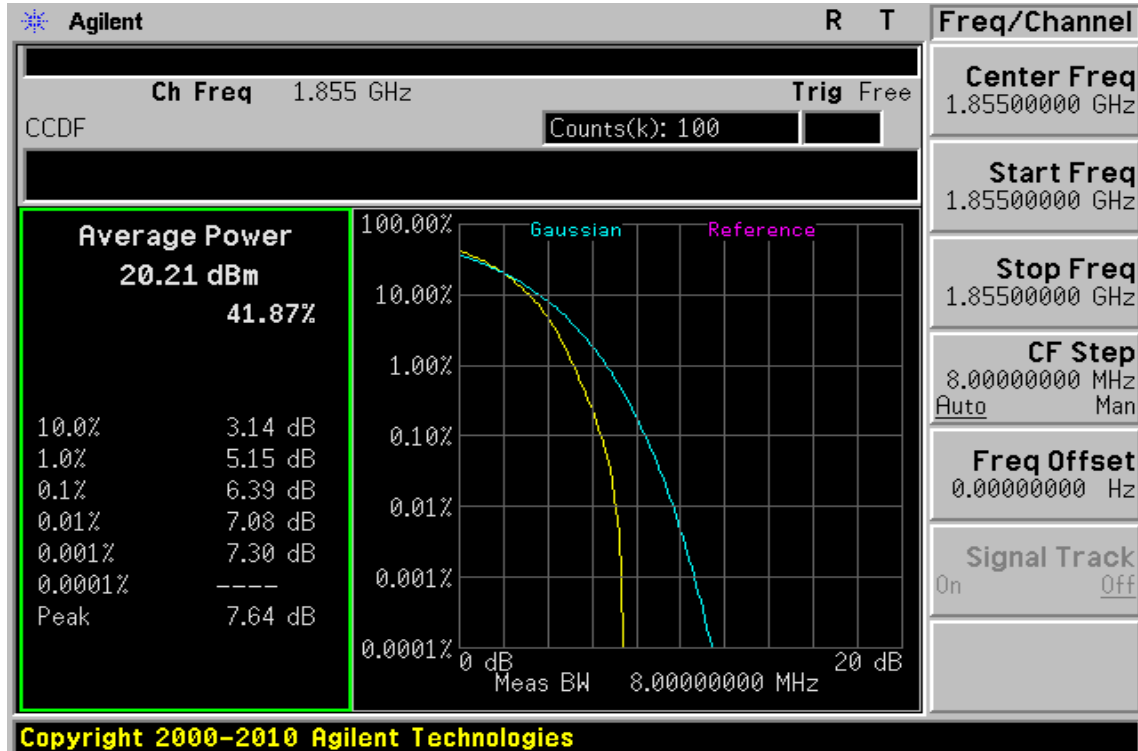 Agilent R T
Ch Freq 1.855 GHz Trig Free
CCDF Counts(k): 100
Average Power
20.21 dBm
41.87%
10.0% 3.14 dB
1.0% 5.15 dB
0.1% 6.39 dB
0.01% 7.08 dB
0.001% 7.30 dB
0.0001% ----
Peak 7.64 dB
Gaussian Reference
100.00%
10.00%
1.00%
0.10%
0.01%
0.001%
0.0001%
0 dB 20 dB
Meas BW 8.00000000 MHz
Freq/Channel
Center Freq
1.85500000 GHz
Start Freq
1.85500000 GHz
Stop Freq
1.85500000 GHz
CF Step
8.00000000 MHz
Auto Man
Freq Offset
0.00000000 Hz
Signal Track
On Off
Copyright 2000-2010 Agilent Technologies